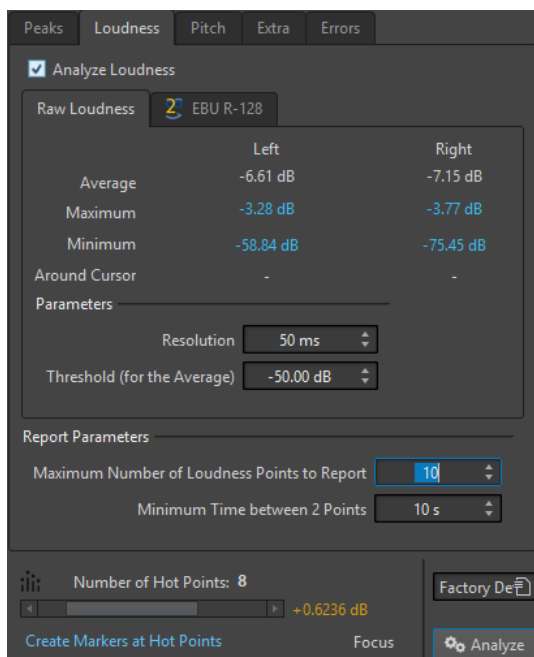 Peaks Loudness Pitch Extra Errors
Analyze Loudness
Raw Loudness 2 EBU R-128
Left Right
Average -6.61 dB -7.15 dB
Maximum -3.28 dB -3.77 dB
Minimum -58.84 dB -75.45 dB
Around Cursor - -
Parameters
Resolution 50 ms
Threshold (for the Average) -50.00 dB
Report Parameters
Maximum Number of Loudness Points to Report 10
Minimum Time between 2 Points 10 s
Number of Hot Points: 8
Factory De
+0.6236 dB
Create Markers at Hot Points Focus Analyze